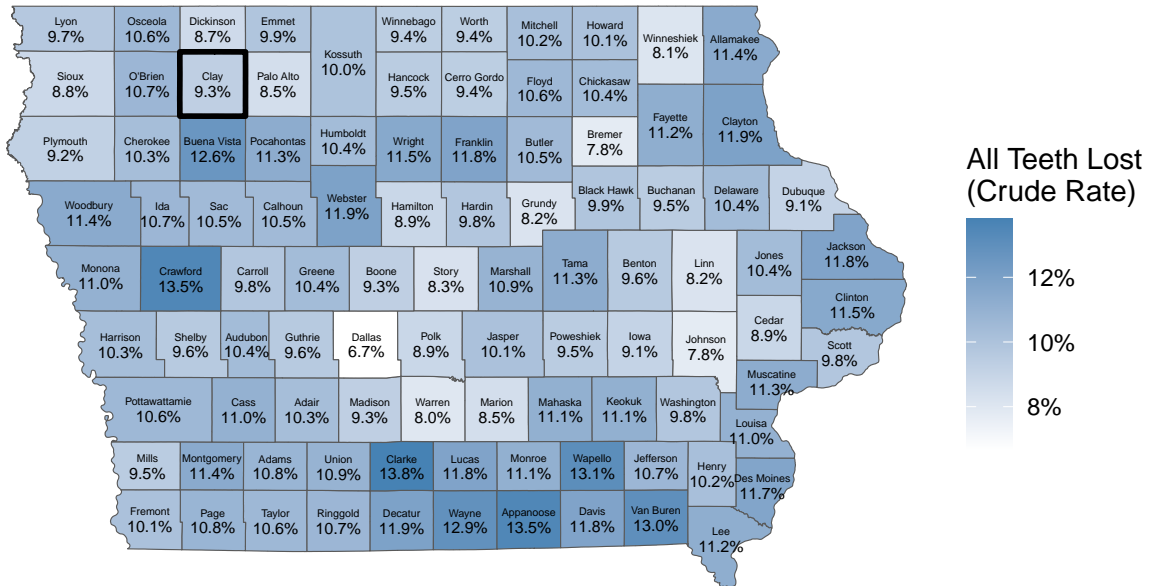 Lyon
9.7%
Osceola
10.6%
Dickinson
8.7%
Emmet
9.9%
Kossuth
10.0%
Winnebago
9.4%
Worth
9.4%
Mitchell
10.2%
Howard
10.1%
Winneshiek
8.1%
Allamakee
11.4%
Sioux
8.8%
O'Brien
10.7%
Clay
9.3%
Palo Alto
8.5%
Hancock
9.5%
Cerro Gordo
9.4%
Floyd
10.6%
Chickasaw
10.4%
Fayette
11.2%
Clayton
11.9%
Plymouth
9.2%
Cherokee
10.3%
Buena Vista
12.6%
Pocahontas
11.3%
Humboldt
10.4%
Wright
11.5%
Franklin
11.8%
Butler
10.5%
Bremer
7.8%
Woodbury
11.4%
Ida
10.7%
Sac
10.5%
Calhoun
10.5%
Webster
11.9%
Hamilton
8.9%
Hardin
9.8%
Grundy
8.2%
Black Hawk
9.9%
Buchanan
9.5%
Delaware
10.4%
Dubuque
9.1%
Monona
11.0%
Crawford
13.5%
Carroll
9.8%
Greene
10.4%
Boone
9.3%
Story
8.3%
Marshall
10.9%
Tama
11.3%
Benton
9.6%
Linn
8.2%
Jones
10.4%
Jackson
11.8%
Clinton
11.5%
Harrison
10.3%
Shelby
9.6%
Audubon
10.4%
Guthrie
9.6%
Dallas
6.7%
Polk
8.9%
Jasper
10.1%
Poweshiek
9.5%
Iowa
9.1%
Johnson
7.8%
Cedar
8.9%
Scott
9.8%
Muscatine
11.3%
Pottawattamie
10.6%
Cass
11.0%
Adair
10.3%
Madison
9.3%
Warren
8.0%
Marion
8.5%
Mahaska
11.1%
Keokuk
11.1%
Washington
9.8%
Louisa
11.0%
Mills
9.5%
Montgomery
11.4%
Adams
10.8%
Union
10.9%
Clarke
13.8%
Lucas
11.8%
Monroe
11.1%
Wapello
13.1%
Jefferson
10.7%
Henry
10.2%
Des Moines
11.7%
Fremont
10.1%
Page
10.8%
Taylor
10.6%
Ringgold
10.7%
Decatur
11.9%
Wayne
12.9%
Appanoose
13.5%
Davis
11.8%
Van Buren
13.0%
Lee
11.2%
All Teeth Lost
(Crude Rate)
12%
10%
8%